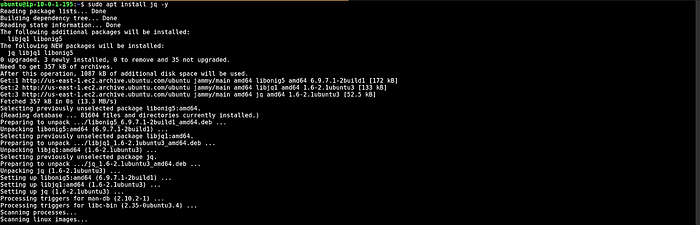 ubuntu@ip-10-0-1-195:~$ sudo apt install jq -y
Reading package lists... Done
Building dependency tree... Done
Reading state information... Done
The following additional packages will be installed:
  libjq1 libonig5
The following NEW packages will be installed:
  jq libjq1 libonig5
0 upgraded, 3 newly installed, 0 to remove and 35 not upgraded.
Need to get 357 kB of archives.
After this operation, 1087 kB of additional disk space will be used.
Get:1 http://us-east-1.ec2.archive.ubuntu.com/ubuntu jammy/main amd64 libonig5 amd64 6.9.7.1-2build1 [172 kB]
Get:2 http://us-east-1.ec2.archive.ubuntu.com/ubuntu jammy/main amd64 libjq1 amd64 1.6-2.1ubuntu3 [133 kB]
Get:3 http://us-east-1.ec2.archive.ubuntu.com/ubuntu jammy/main amd64 jq amd64 1.6-2.1ubuntu3 [52.5 kB]
Fetched 357 kB in 0s (13.3 MB/s)
Selecting previously unselected package libonig5:amd64.
(Reading database ... 81604 files and directories currently installed.)
Preparing to unpack .../libonig5_6.9.7.1-2build1_amd64.deb ...
Unpacking libonig5:amd64 (6.9.7.1-2build1) ...
Selecting previously unselected package libjq1:amd64.
Preparing to unpack .../libjq1_1.6-2.1ubuntu3_amd64.deb ...
Unpacking libjq1:amd64 (1.6-2.1ubuntu3) ...
Selecting previously unselected package jq.
Preparing to unpack .../jq_1.6-2.1ubuntu3_amd64.deb ...
Unpacking jq (1.6-2.1ubuntu3) ...
Setting up libonig5:amd64 (6.9.7.1-2build1) ...
Setting up libjq1:amd64 (1.6-2.1ubuntu3) ...
Setting up jq (1.6-2.1ubuntu3) ...
Processing triggers for man-db (2.10.2-1) ...
Processing triggers for libc-bin (2.35-0ubuntu3.4) ...
Scanning processes...
Scanning linux images...